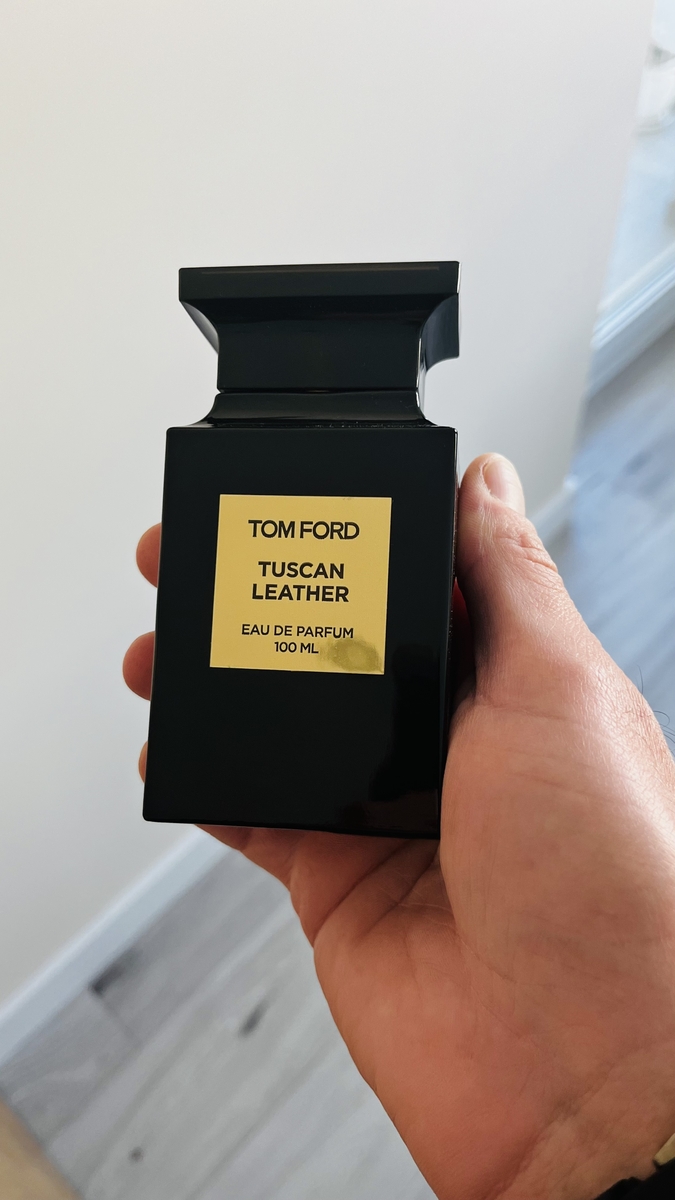 TOM FORD
TUSCAN
LEATHER
EAU DE PARFUM
100 ML